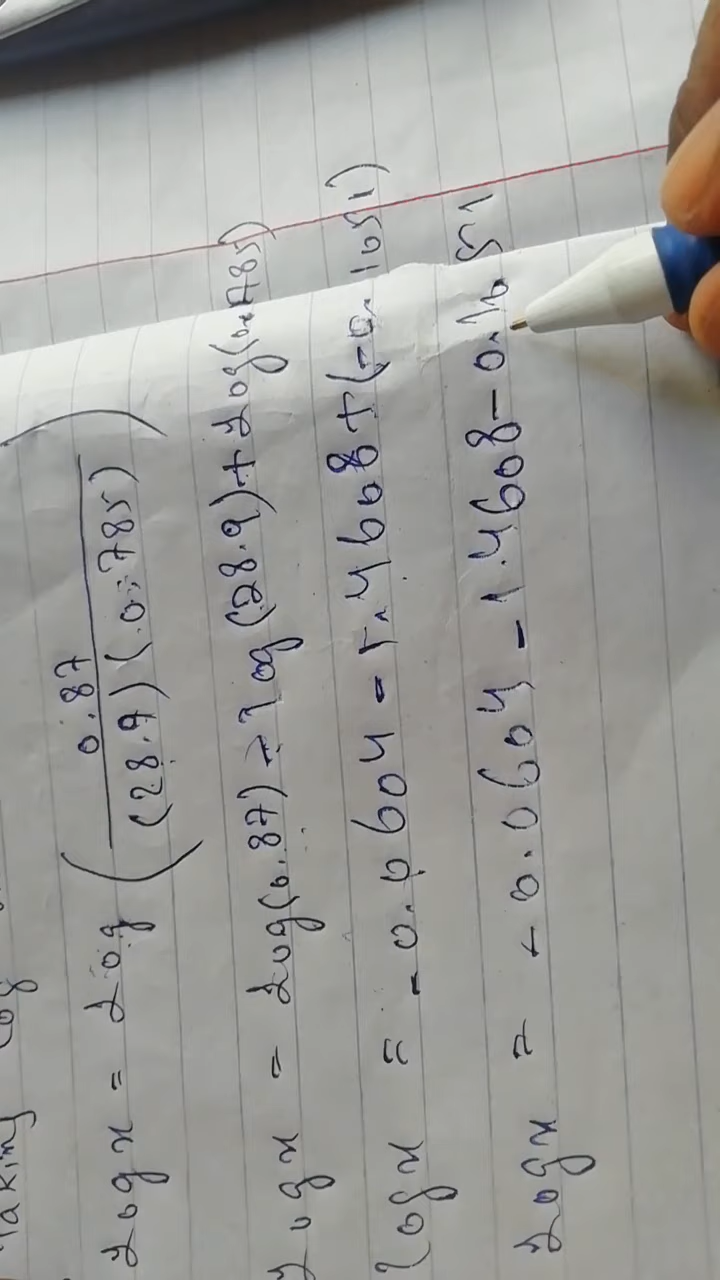 Taking log
log x = log ( 0.87 / (28.9)(0.785) )
log x = log(0.87) - log(28.9) + log(0.785)
log x = -0.0604 - 1.4608 + (-0.1051)
log x = -0.0604 - 1.4608 - 0.1051